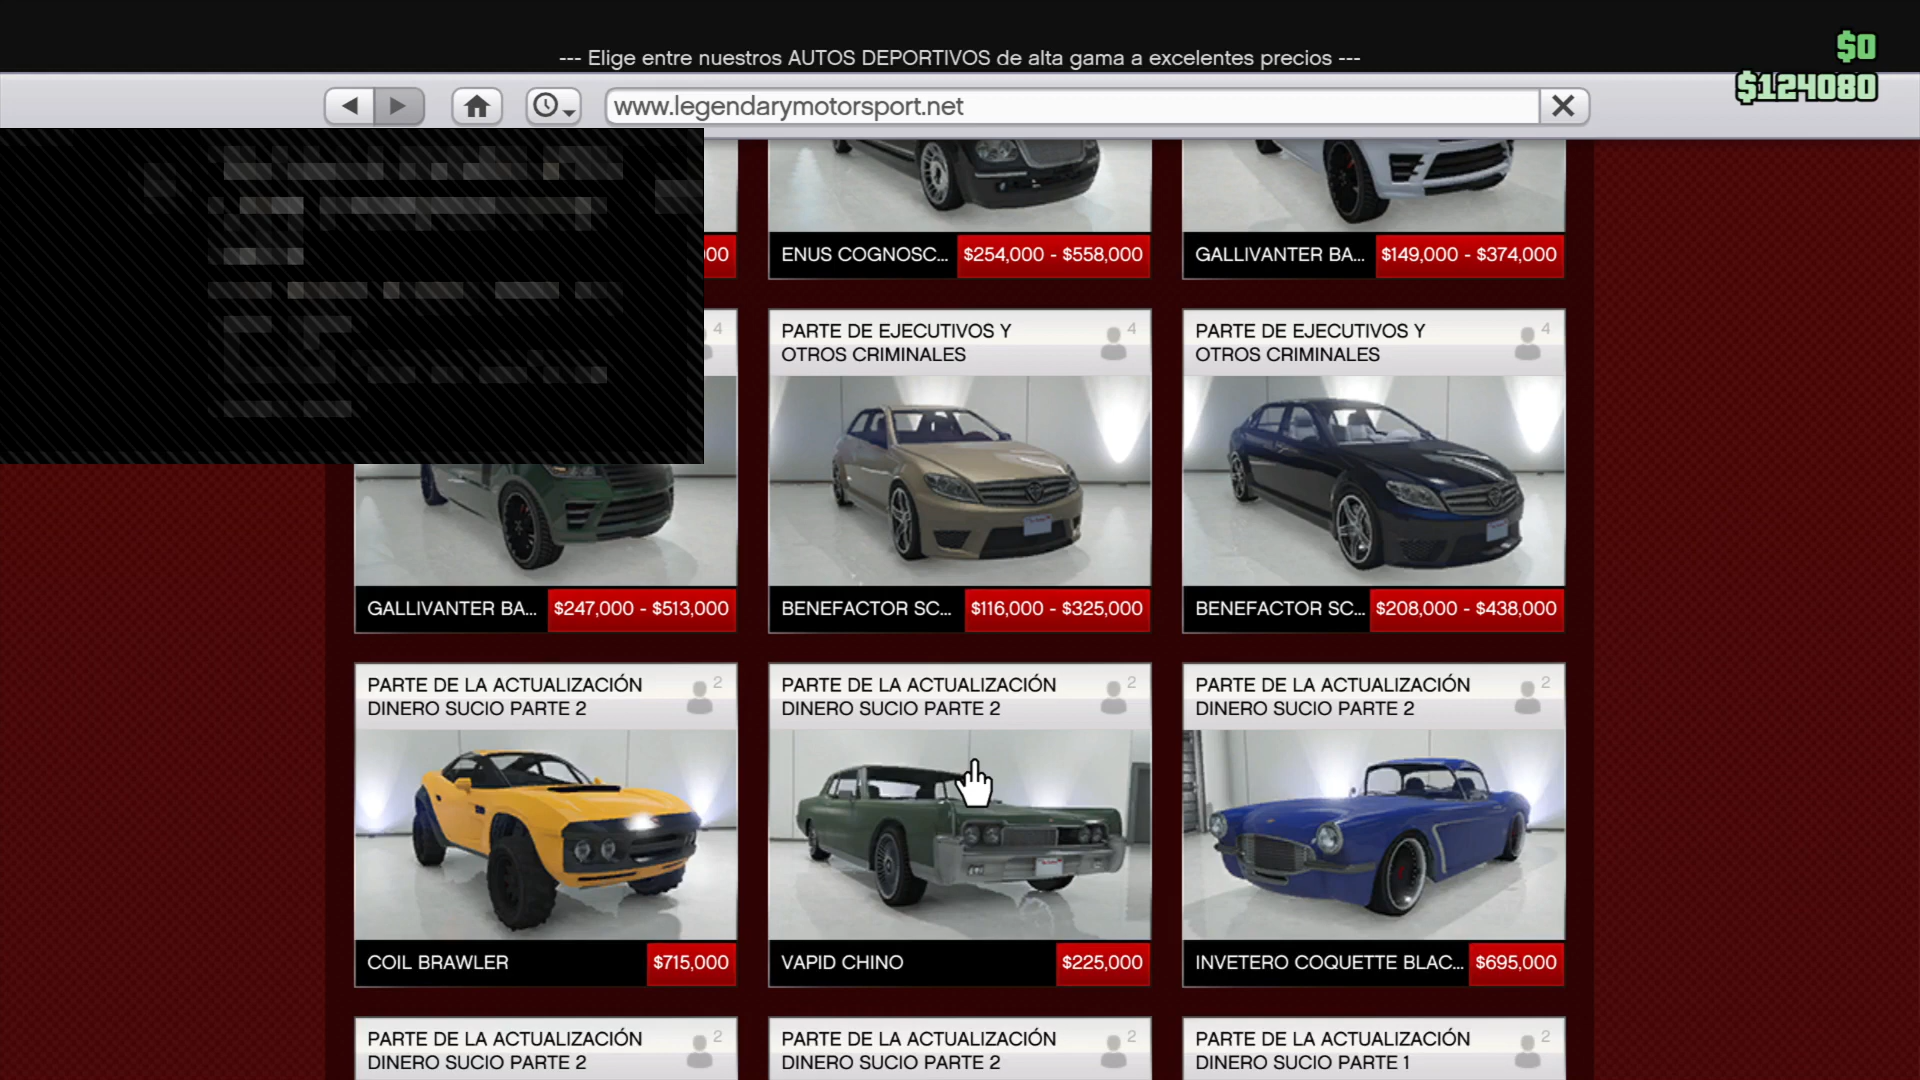 --- Elige entre nuestros AUTOS DEPORTIVOS de alta gama a excelentes precios ---
$0
$124080
www.legendarymotorsport.net
00
ENUS COGNOSC... $254,000 - $558,000
GALLIVANTER BA... $149,000 - $374,000
4
PARTE DE EJECUTIVOS Y
OTROS CRIMINALES
4
PARTE DE EJECUTIVOS Y
OTROS CRIMINALES
4
GALLIVANTER BA... $247,000 - $513,000
BENEFACTOR SC... $116,000 - $325,000
BENEFACTOR SC... $208,000 - $438,000
PARTE DE LA ACTUALIZACIÓN
DINERO SUCIO PARTE 2
2
PARTE DE LA ACTUALIZACIÓN
DINERO SUCIO PARTE 2
2
PARTE DE LA ACTUALIZACIÓN
DINERO SUCIO PARTE 2
2
COIL BRAWLER $715,000
VAPID CHINO $225,000
INVETERO COQUETTE BLAC... $695,000
PARTE DE LA ACTUALIZACIÓN
DINERO SUCIO PARTE 2
2
PARTE DE LA ACTUALIZACIÓN
DINERO SUCIO PARTE 2
2
PARTE DE LA ACTUALIZACIÓN
DINERO SUCIO PARTE 1
2